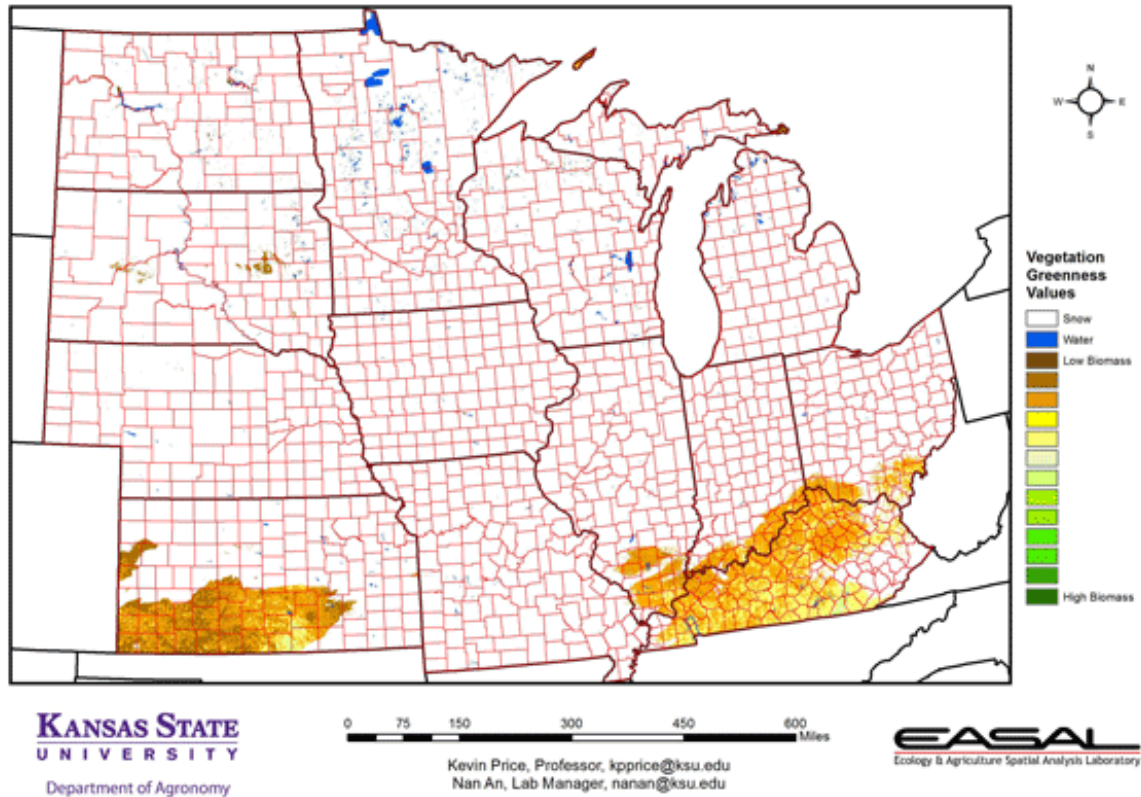 N
W
E
S
Vegetation
Greenness
Values
Snow
Water
Low Biomass
High Biomass
KANSAS STATE
UNIVERSITY
Department of Agronomy
0 75 150 300 450 600
Miles
Kevin Price, Professor, kpprice@ksu.edu
Nan An, Lab Manager, nanan@ksu.edu
EASAL
Ecology & Agriculture Spatial Analysis Laboratory